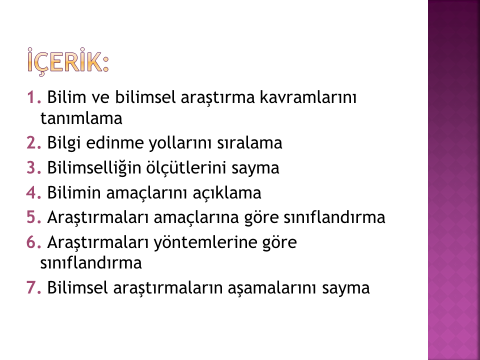 İÇERİK:
1. Bilim ve bilimsel araştırma kavramlarını
tanımlama
2. Bilgi edinme yollarını sıralama
3. Bilimselliğin ölçütlerini sayma
4. Bilimin amaçlarını açıklama
5. Araştırmaları amaçlarına göre sınıflandırma
6. Araştırmaları yöntemlerine göre
sınıflandırma
7. Bilimsel araştırmaların aşamalarını sayma